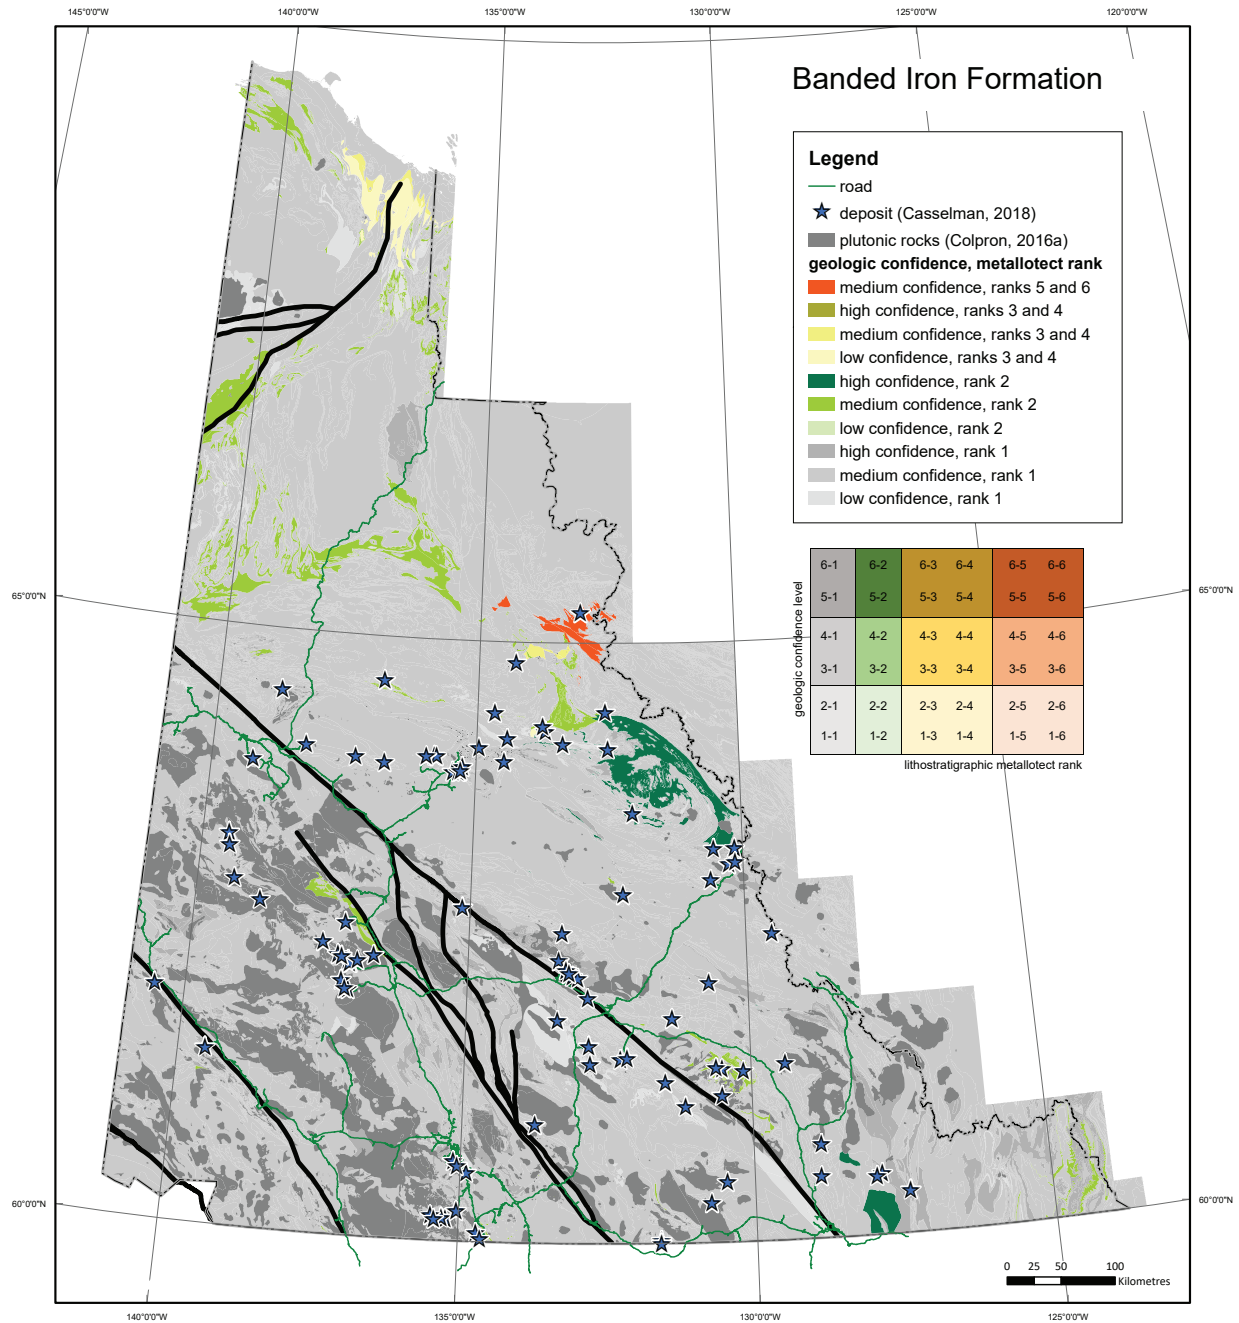 145°0'0"W 140°0'0"W 135°0'0"W 130°0'0"W 125°0'0"W 120°0'0"W
Banded Iron Formation
Legend
road
deposit (Casselman, 2018)
plutonic rocks (Colpron, 2016a)
geologic confidence, metallotect rank
medium confidence, ranks 5 and 6
high confidence, ranks 3 and 4
medium confidence, ranks 3 and 4
low confidence, ranks 3 and 4
high confidence, rank 2
medium confidence, rank 2
low confidence, rank 2
high confidence, rank 1
medium confidence, rank 1
low confidence, rank 1
geologic confidence level
6-1 6-2 6-3 6-4 6-5 6-6
5-1 5-2 5-3 5-4 5-5 5-6
4-1 4-2 4-3 4-4 4-5 4-6
3-1 3-2 3-3 3-4 3-5 3-6
2-1 2-2 2-3 2-4 2-5 2-6
1-1 1-2 1-3 1-4 1-5 1-6
lithostratigraphic metallotect rank
65°0'0"N 65°0'0"N
60°0'0"N 60°0'0"N
0 25 50 100
Kilometres
140°0'0"W 135°0'0"W 130°0'0"W 125°0'0"W